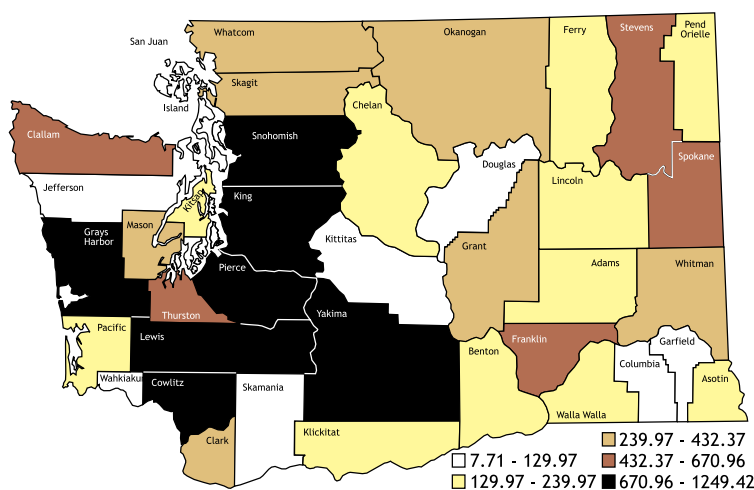 Whatcom
Okanogan
Ferry
Stevens
Pend
Orielle
San Juan
Skagit
Island
Chelan
Clallam
Snohomish
Douglas
Spokane
Jefferson
Kitsap
King
Lincoln
Mason
Grays
Harbor
Kittitas
Grant
Pierce
Adams
Whitman
Thurston
Yakima
Pacific
Lewis
Franklin
Garfield
Benton
Columbia
Wahkiakum
Cowlitz
Skamania
Asotin
Walla Walla
Clark
Klickitat
7.71 - 129.97
129.97 - 239.97
239.97 - 432.37
432.37 - 670.96
670.96 - 1249.42